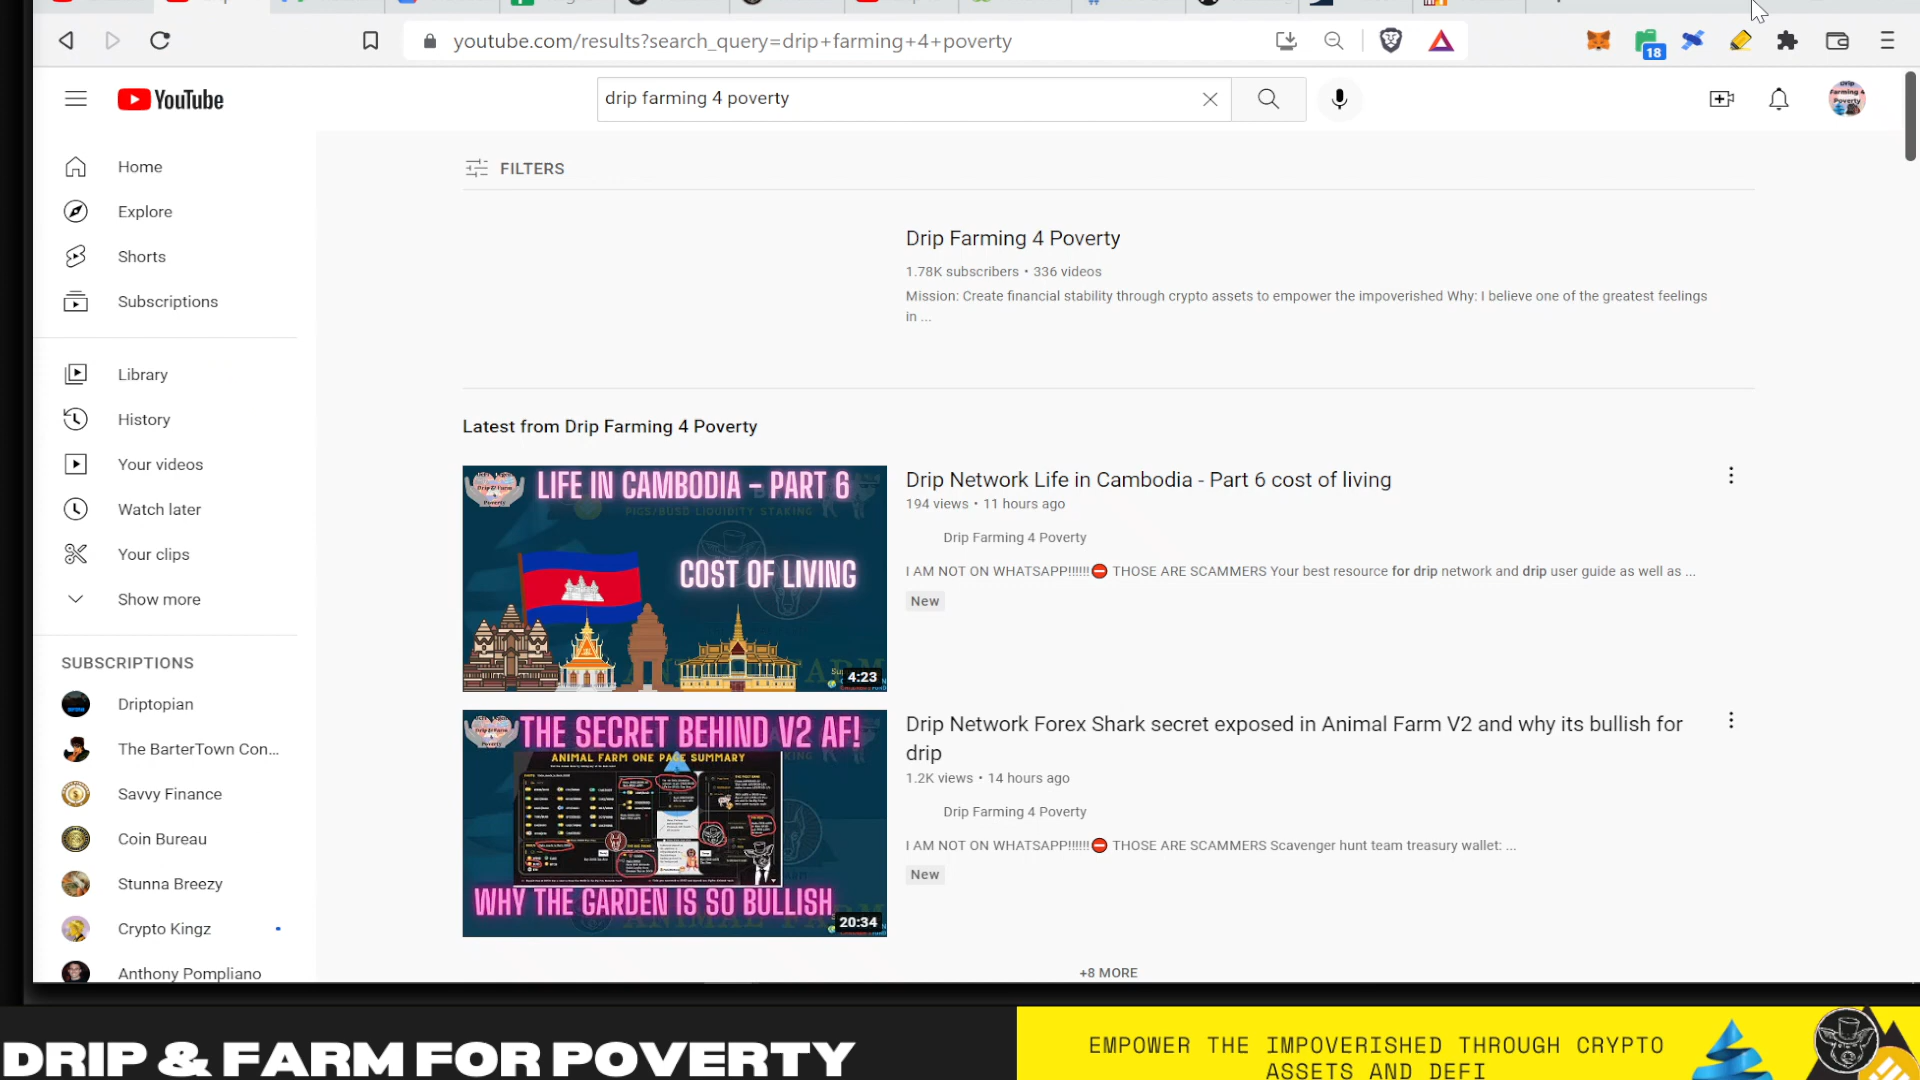 youtube.com/results?search_query=drip+farming+4+poverty
18
YouTube
drip farming 4 poverty
Home
Explore
Shorts
Subscriptions
Library
History
Your videos
Watch later
Your clips
Show more
SUBSCRIPTIONS
Driptopian
The BarterTown Con...
Savvy Finance
Coin Bureau
Stunna Breezy
Crypto Kingz
Anthony Pompliano
FILTERS
Drip Farming 4 Poverty
1.78K subscribers • 336 videos
Mission: Create financial stability through crypto assets to empower the impoverished Why: I believe one of the greatest feelings
in ...
Latest from Drip Farming 4 Poverty
LIFE IN CAMBODIA - PART 6
PIGS/BUSD LIQUIDITY STAKING
COST OF LIVING
4:23
Drip Network Life in Cambodia - Part 6 cost of living
194 views • 11 hours ago
Drip Farming 4 Poverty
I AM NOT ON WHATSAPP!!!!!!⛔ THOSE ARE SCAMMERS Your best resource for drip network and drip user guide as well as ...
New
THE SECRET BEHIND V2 AF!
ANIMAL FARM ONE PAGE SUMMARY
WHY THE GARDEN IS SO BULLISH
20:34
Drip Network Forex Shark secret exposed in Animal Farm V2 and why its bullish for
drip
1.2K views • 14 hours ago
Drip Farming 4 Poverty
I AM NOT ON WHATSAPP!!!!!!⛔ THOSE ARE SCAMMERS Scavenger hunt team treasury wallet: ...
New
+8 MORE
DRIP & FARM FOR POVERTY
EMPOWER THE IMPOVERISHED THROUGH CRYPTO
ASSETS AND DEFI